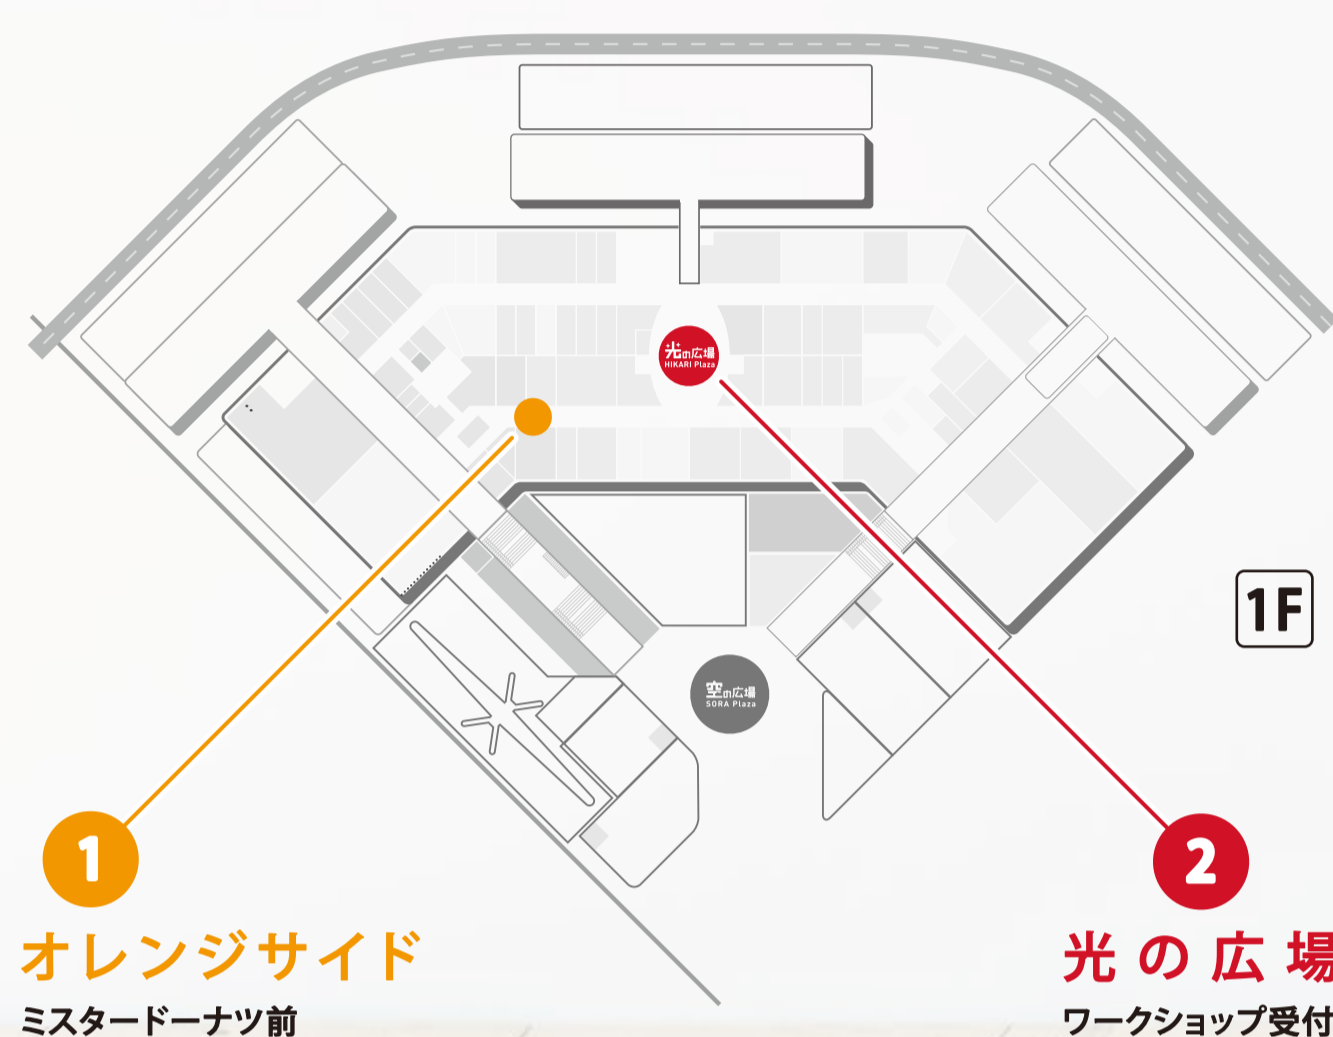 光の広場
HIKARI Plaza
1F
空の広場
SORA Plaza
1
オレンジサイド
ミスタードーナツ前
2
光の広場
ワークショップ受付